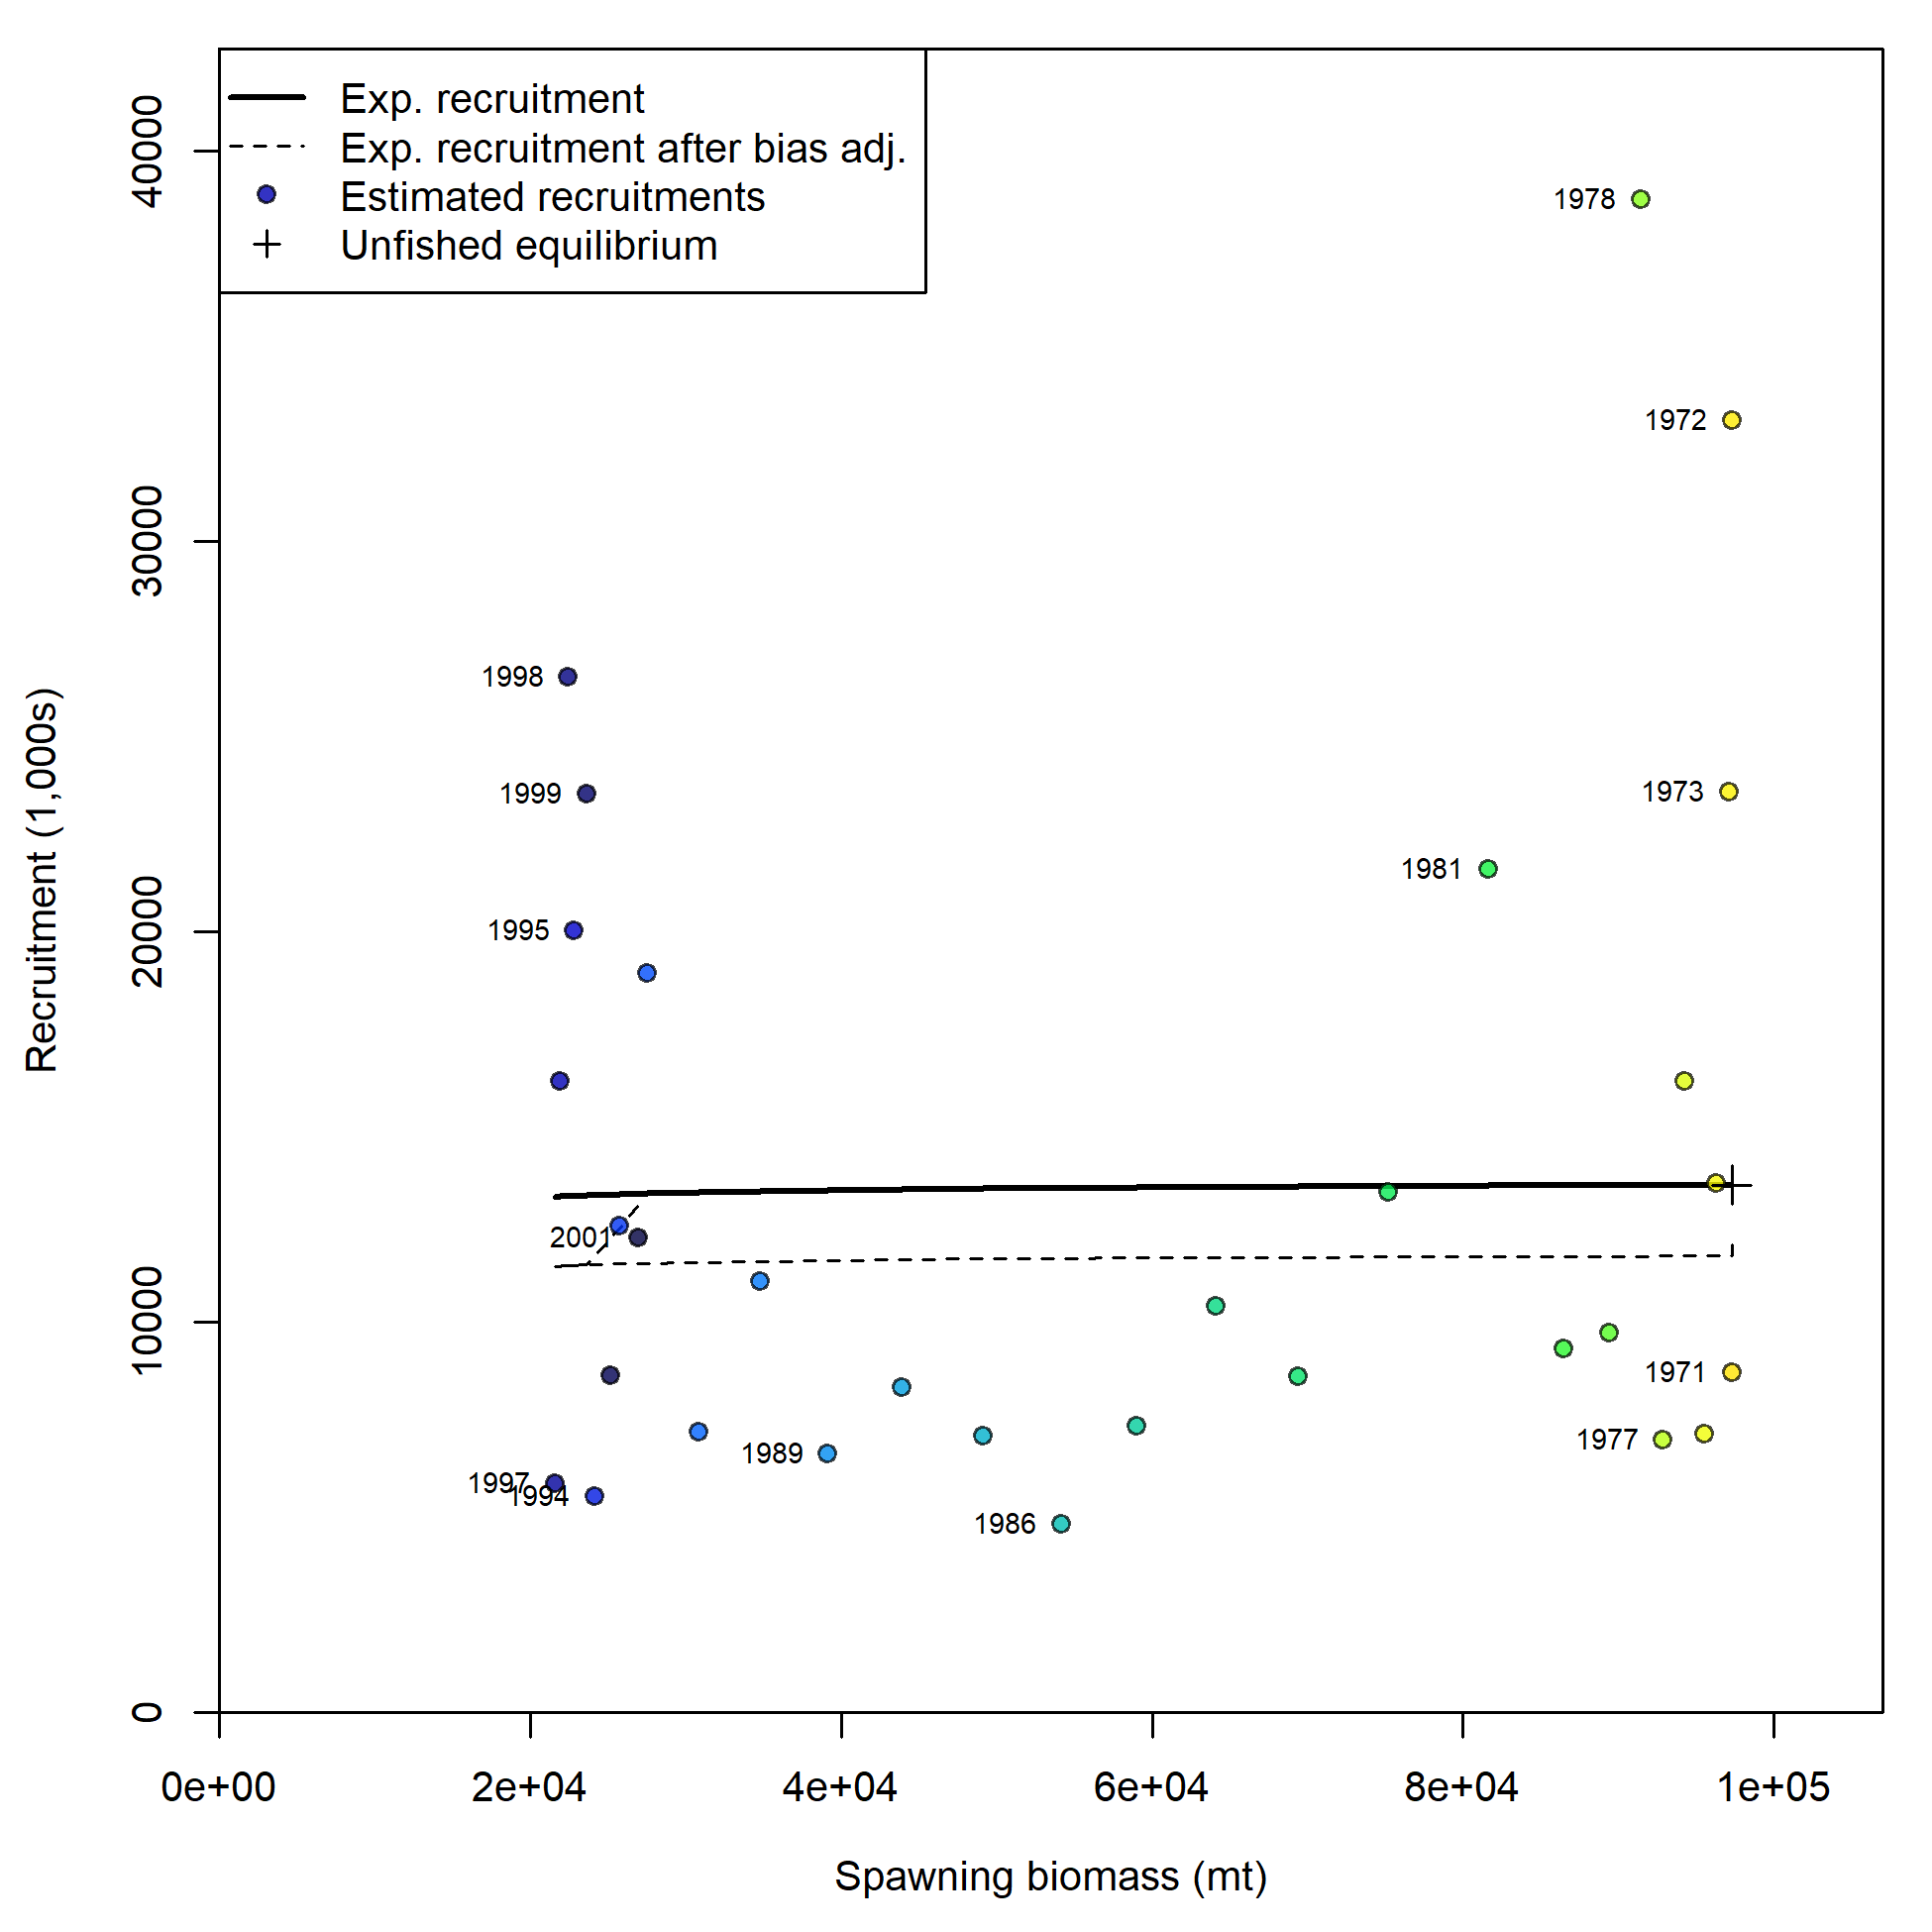 Exp. recruitment
Exp. recruitment after bias adj.
Estimated recruitments
Unfished equilibrium
40000
30000
20000
10000
0
Recruitment (1,000s)
1978
1972
1998
1999
1973
1981
1995
2001
1971
1977
1989
1997
1994
1986
0e+00
2e+04
4e+04
6e+04
8e+04
1e+05
Spawning biomass (mt)